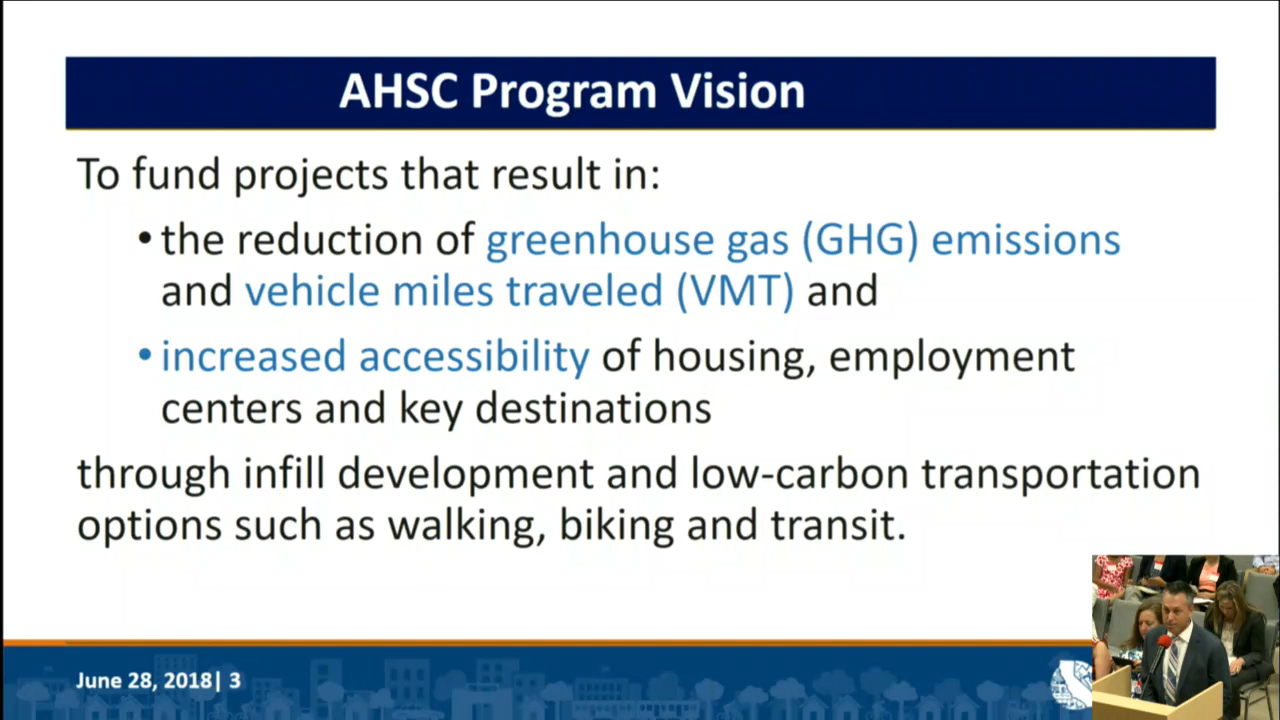 AHSC Program Vision
To fund projects that result in:
• the reduction of greenhouse gas (GHG) emissions
and vehicle miles traveled (VMT) and
• increased accessibility of housing, employment
centers and key destinations
through infill development and low-carbon transportation
options such as walking, biking and transit.
June 28, 2018| 3